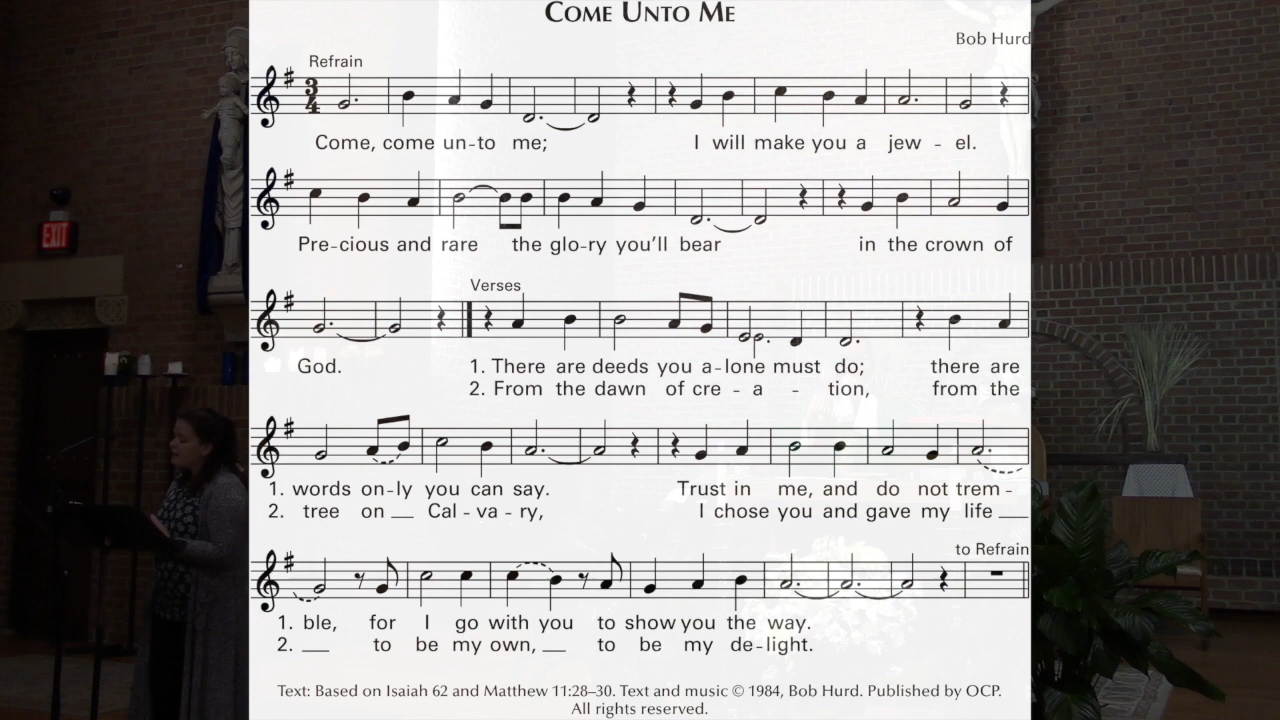 COME UNTO ME
Bob Hurd
Refrain
3
4
Come, come un-to me; I will make you a jew - el.
EXIT
Pre-cious and rare the glo-ry you'll bear in the crown of
Verses
God. 1. There are deeds you a-lone must do; there are
2. From the dawn of cre - a - tion, from the
1. words on-ly you can say. Trust in me, and do not trem-
2. tree on __ Cal-va-ry, I chose you and gave my life __
to Refrain
1. ble, for I go with you to show you the way.
2. __ to be my own, __ to be my de-light.
Text: Based on Isaiah 62 and Matthew 11:28–30. Text and music © 1984, Bob Hurd. Published by OCP.
All rights reserved.